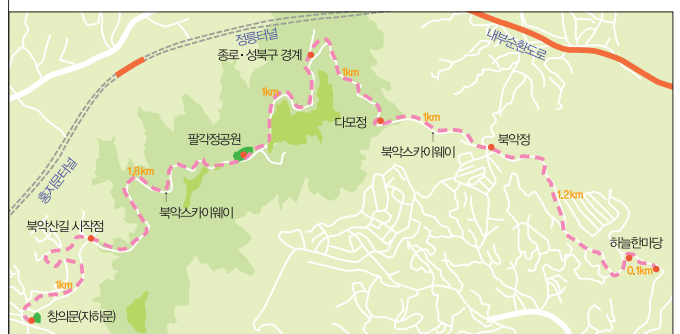 정릉터널
내부순환도로
종로·성북구 경계
1km
1km
다모정
1km
팔각정공원
북악정
북악스카이웨이
1.8km
홍지문터널
북악스카이웨이
1.2km
북악산길 시작점
하늘한마당
0.1km
1km
창의문(자하문)